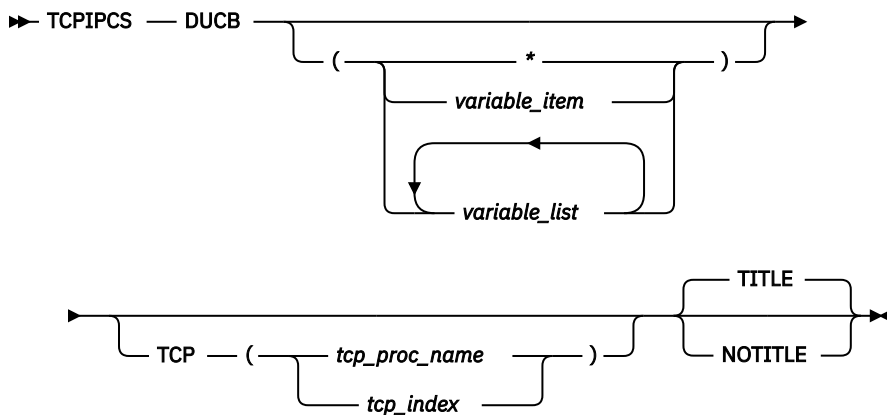 TCPIPCS DUCB
( * )
variable_item
variable_list
TITLE
TCP ( tcp_proc_name ) NOTITLE
tcp_index